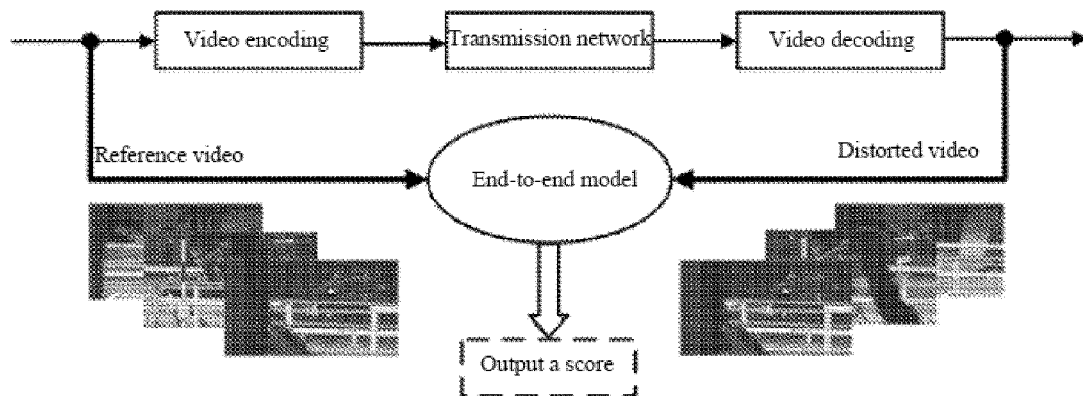 Video encoding
Transmission network
Video decoding
Reference video
Distorted video
End-to-end model
Output a score